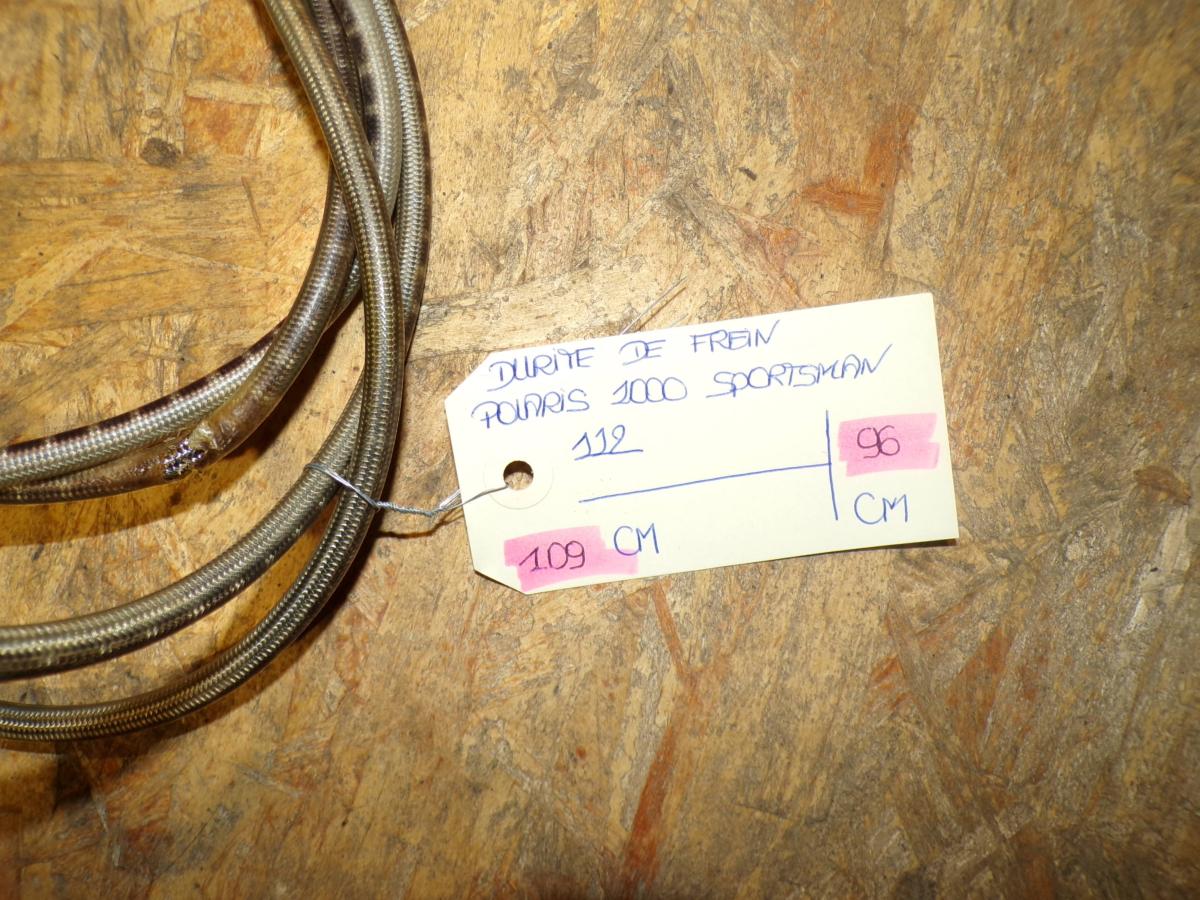 DURITE DE FREIN
POLARIS 1000 SPORTSMAN
112
96
CM
109 CM